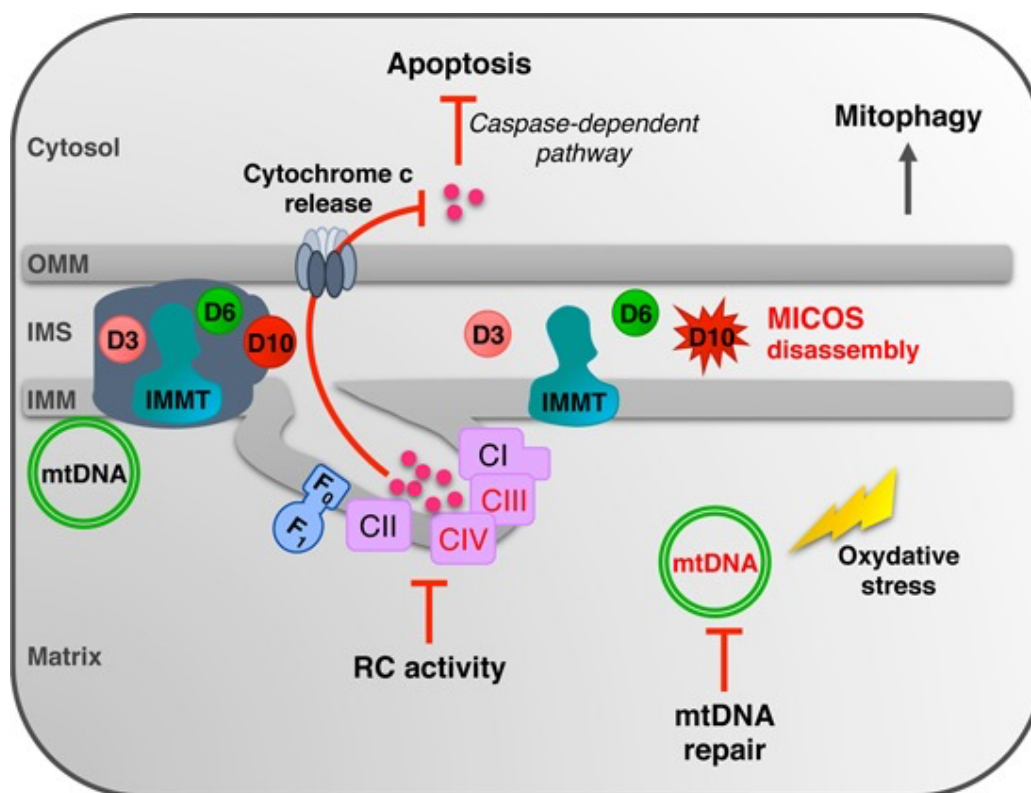 Apoptosis
Caspase-dependent
pathway
Mitophagy
Cytosol
Cytochrome c
release
OMM
IMS
D3
D6
D10
IMMT
D3
D6
D10
MICOS
disassembly
IMM
IMMT
mtDNA
F0
F1
CII
CIV
CIII
CI
mtDNA
Oxydative
stress
Matrix
RC activity
mtDNA
repair